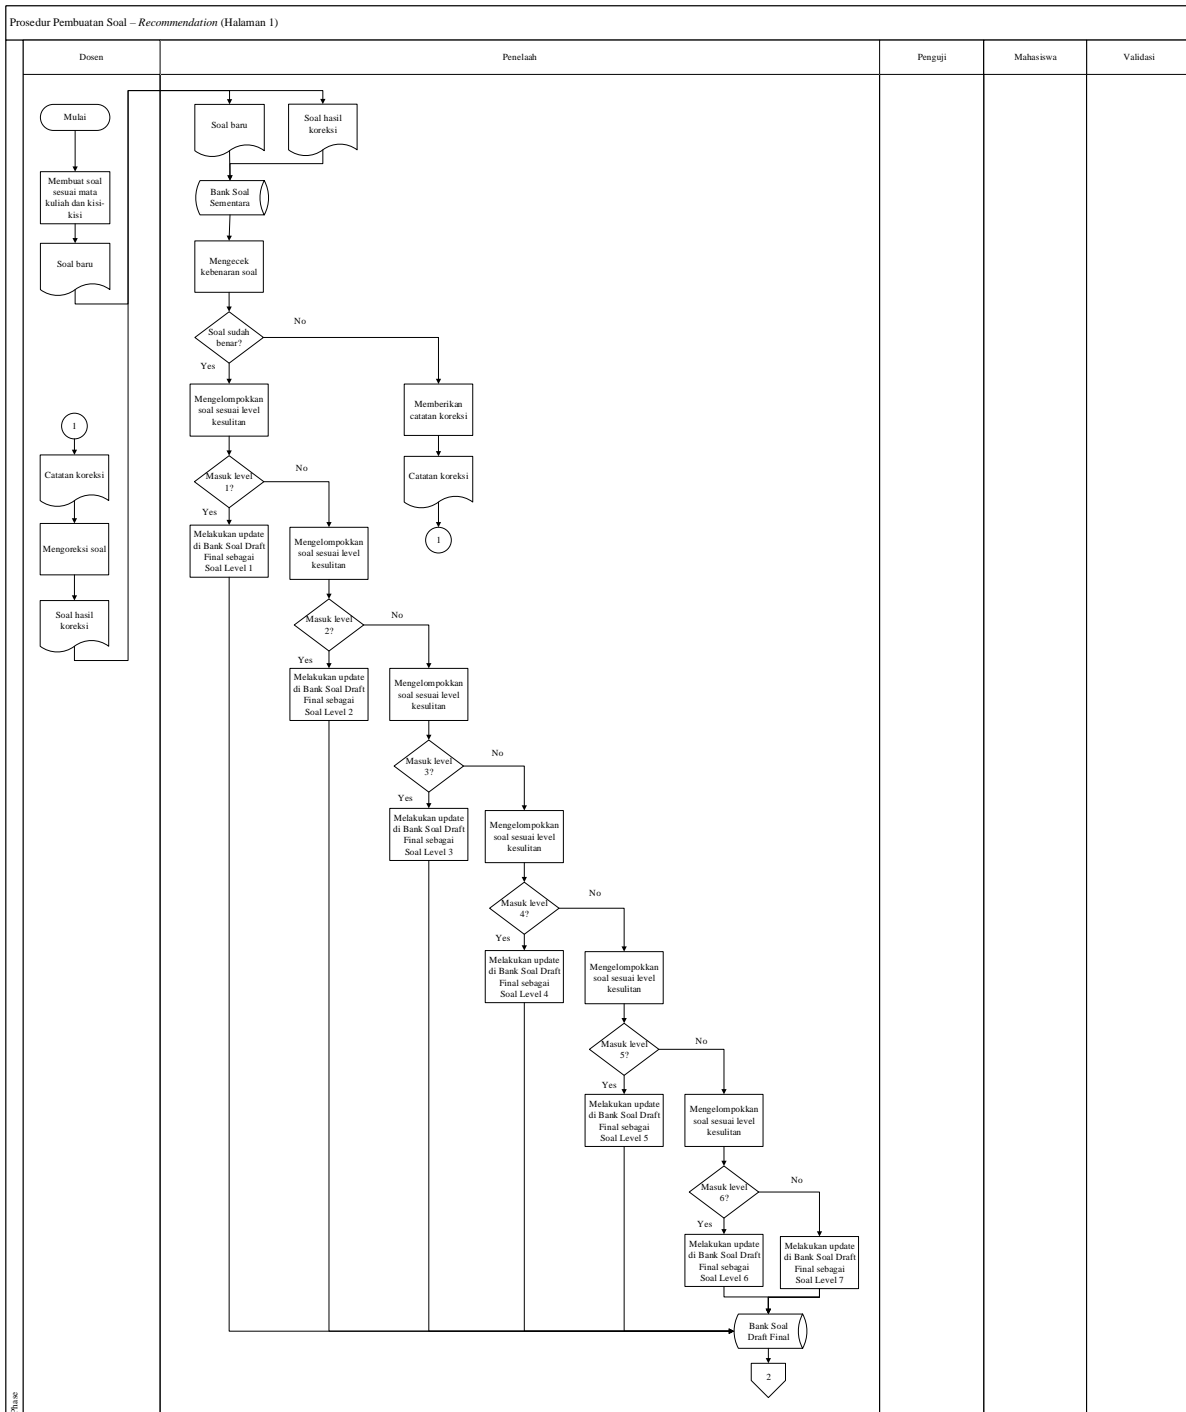 Prosedur Pembuatan Soal – Recommendation (Halaman 1)
Dosen
Penelaah
Penguji
Mahasiswa
Validasi
Mulai
Membuat soal
sesuai mata
kuliah dan kisi-
kisi
Soal baru
1
Catatan koreksi
Mengoreksi soal
Soal hasil
koreksi
Soal baru
Soal hasil
koreksi
Bank Soal
Sementara
Mengecek
kebenaran soal
Soal sudah
benar?
No
Yes
Mengelompokkan
soal sesuai level
kesulitan
Memberikan
catatan koreksi
Catatan koreksi
1
Masuk level
1?
No
Yes
Melakukan update
di Bank Soal Draft
Final sebagai
Soal Level 1
Mengelompokkan
soal sesuai level
kesulitan
Masuk level
2?
No
Yes
Melakukan update
di Bank Soal Draft
Final sebagai
Soal Level 2
Mengelompokkan
soal sesuai level
kesulitan
Masuk level
3?
No
Yes
Melakukan update
di Bank Soal Draft
Final sebagai
Soal Level 3
Mengelompokkan
soal sesuai level
kesulitan
Masuk level
4?
No
Yes
Melakukan update
di Bank Soal Draft
Final sebagai
Soal Level 4
Mengelompokkan
soal sesuai level
kesulitan
Masuk level
5?
No
Yes
Melakukan update
di Bank Soal Draft
Final sebagai
Soal Level 5
Mengelompokkan
soal sesuai level
kesulitan
Masuk level
6?
No
Yes
Melakukan update
di Bank Soal Draft
Final sebagai
Soal Level 6
Melakukan update
di Bank Soal Draft
Final sebagai
Soal Level 7
Bank Soal
Draft Final
2
Phase